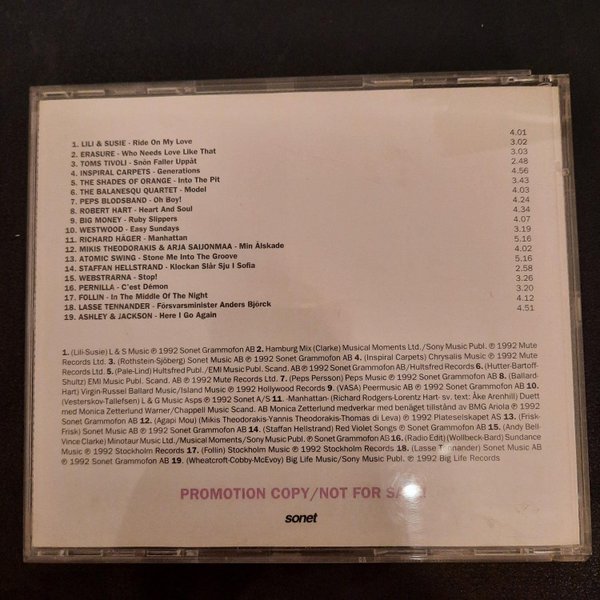 1. LILI & SUSIE - Ride On My Love 4.01
2. ERASURE - Who Needs Love Like That 3.02
3. TOMS TIVOLI - Snön Faller Uppåt 3.03
4. INSPIRAL CARPETS - Generations 2.48
5. THE SHADES OF ORANGE - Into The Pit 4.56
6. THE BALANESQU QUARTET - Model 3.43
7. PEPS BLODSBAND - Oh Boy! 4.03
8. ROBERT HART - Heart And Soul 4.24
9. BIG MONEY - Ruby Slippers 4.34
10. WESTWOOD - Easy Sundays 4.07
11. RICHARD HÄGER - Manhattan 3.19
12. MIKIS THEODORAKIS & ARJA SAIJONMAA - Min Älskade 5.16
13. ATOMIC SWING - Stone Me Into The Groove 4.02
14. STAFFAN HELLSTRAND - Klockan Slår Sju I Sofia 5.16
15. WEBSTRARNA - Stop! 2.58
16. PERNILLA - C'est Démon 3.26
17. FOLLIN - In The Middle Of The Night 3.20
18. LASSE TENNANDER - Försvarsminister Anders Björck 4.12
19. ASHLEY & JACKSON - Here I Go Again 4.51
1. (Lili-Susie) L & S Music ℗ 1992 Sonet Grammofon AB 2. Hamburg Mix (Clarke) Musical Moments Ltd./Sony Music Publ. ℗ 1992 Mute
Records Ltd. 3. (Rothstein-Sjöberg) Sonet Music AB ℗ 1992 Sonet Grammofon AB 4. (Inspiral Carpets) Chrysalis Music ℗ 1992 Mute
Records Ltd. 5. (Pale-Lind) Hultsfred Publ./EMI Music Publ. Scand. AB ℗ 1992 Sonet Grammofon AB/Hultsfred Records 6. (Hutter-Bartoff-
Shultz) EMI Music Publ. Scand. AB ℗ 1992 Mute Records Ltd. 7. (Peps Persson) Peps Music ℗ 1992 Sonet Grammofon AB 8. (Ballard-
Hart) Virgin-Russel Ballard Music/Island Music ℗ 1992 Hollywood Records 9. (VASA) Peermusic AB ℗ 1992 Sonet Grammofon AB 10.
(Vesterskov-Tallefsen) L & G Music Asps ℗ 1992 Sonet A/S 11. -Manhattan- (Richard Rodgers-Lorentz Hart- sv. text: Åke Arenhill) Duett
med Monica Zetterlund Warner/Chappell Music Scand. AB Monica Zetterlund medverkar med benäget tillstånd av BMG Ariola ℗ 1992
Sonet Grammofon AB 12. (Agapi Mou) (Mikis Theodorakis-Yannis Theodorakis-Thomas di Leva) ℗ 1992 Plateselskapet AS 13. (Frisk-
Frisk) Sonet Music AB ℗ 1992 Sonet Grammofon AB 14. (Staffan Hellstrand) Red Violet Songs ℗ Sonet Grammofon AB 15. (Andy Bell-
Vince Clarke) Minotaur Music Ltd./Musical Moments/Sony Music Publ. ℗ Sonet Grammofon AB 16. (Radio Edit) (Wollbeck-Bard) Sundance
Music ℗ 1992 Stockholm Records 17. (Follin) Stockholm Music ℗ 1992 Stockholm Records 18. (Lasse Tennander) Sonet Music AB
℗ 1992 Sonet Grammofon AB 19. (Wheatcroft-Cobby-McEvoy) Big Life Music/Sony Music Publ. ℗ 1992 Big Life Records
PROMOTION COPY/NOT FOR SALE!
sonet